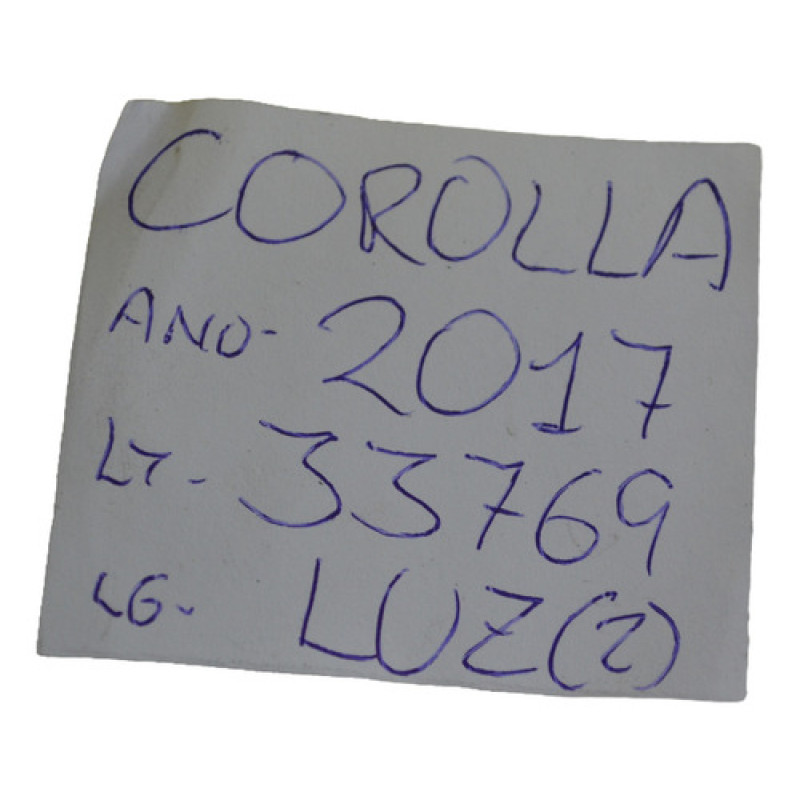 COROLLA
ANO- 2017
LT- 33769
LG- LUZ(2)